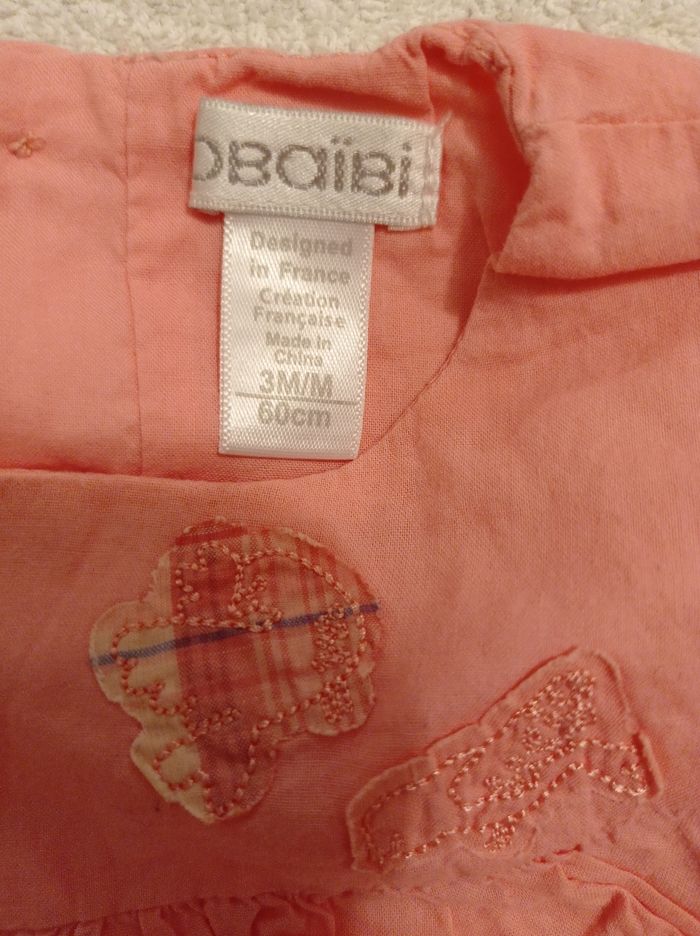 OBaïBi
Designed
in France
Création
Française
Made in
China
3M/M
60cm